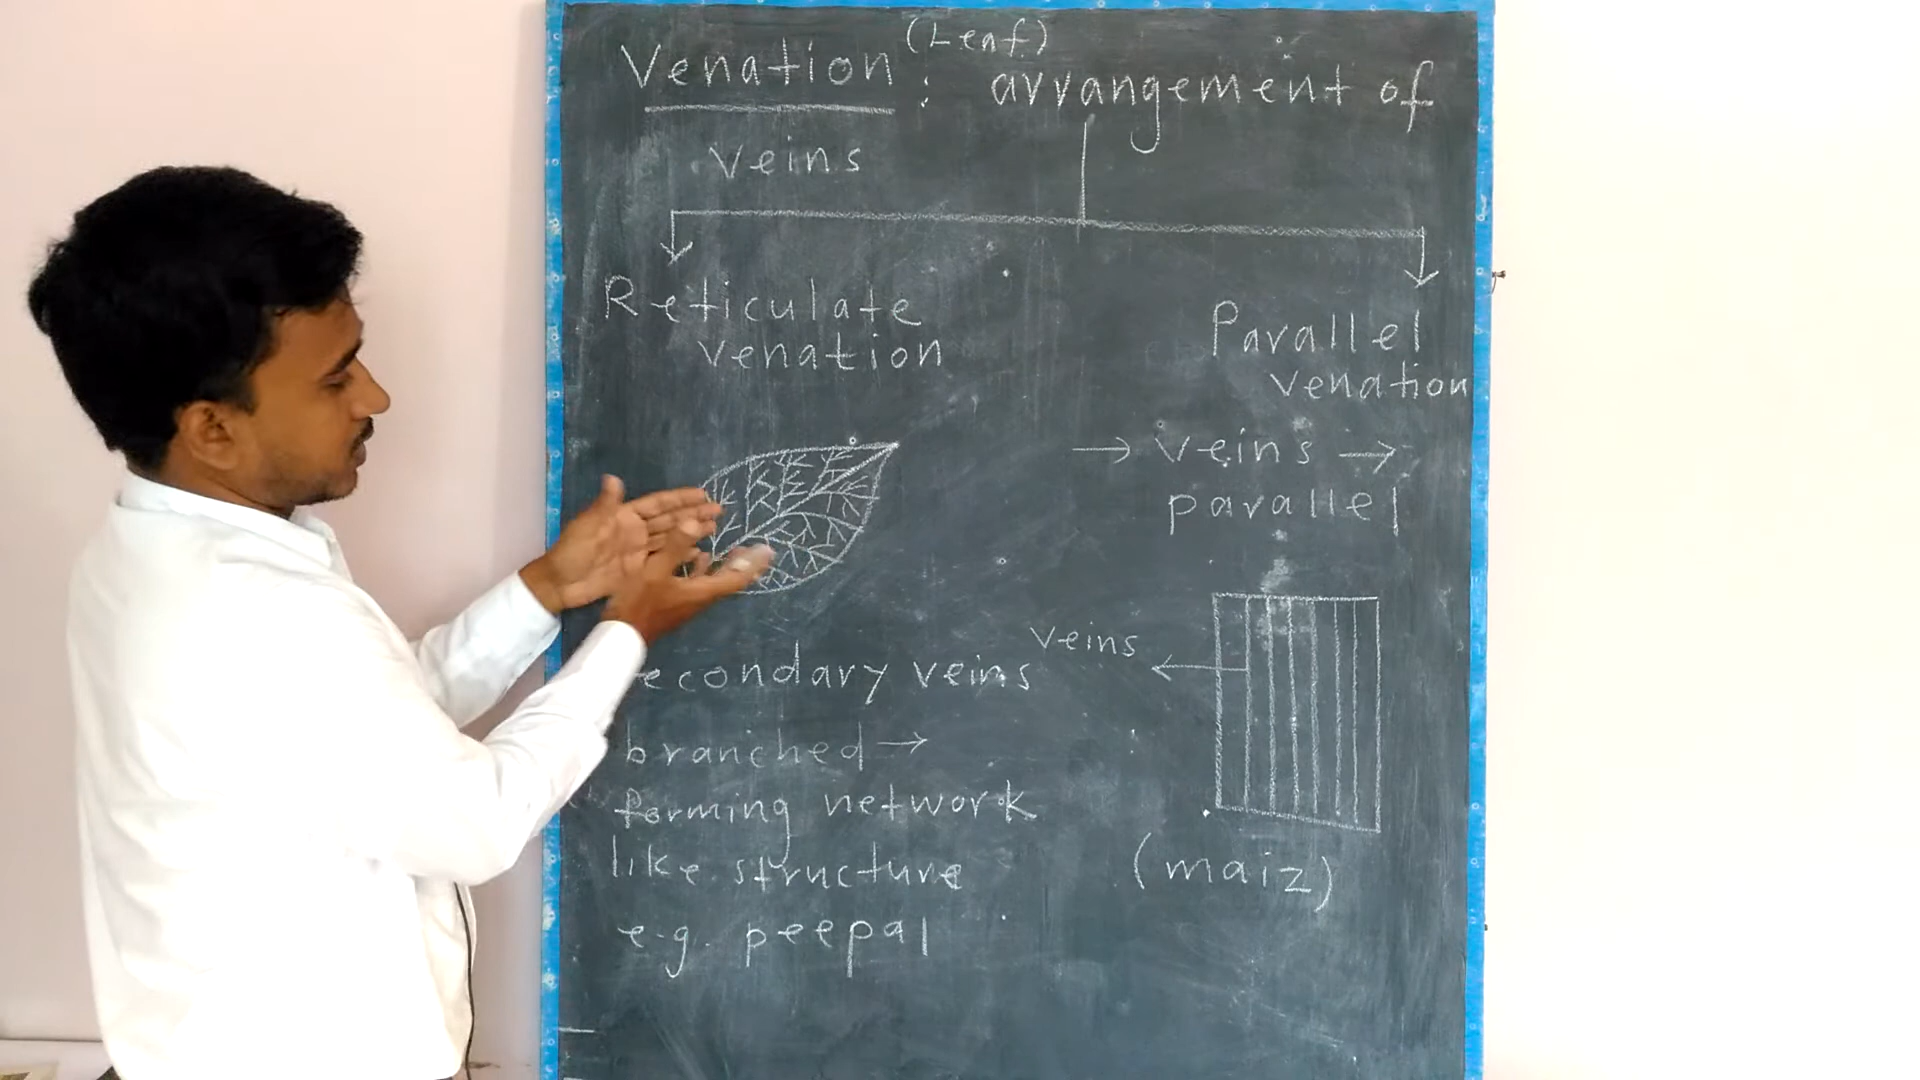 Venation (Leaf) : arrangement of
veins
Reticulate
venation
Parallel
venation
→ veins →
parallel
veins
(maiz)
econdary veins
branched →
forming network
like structure
e.g. peepal